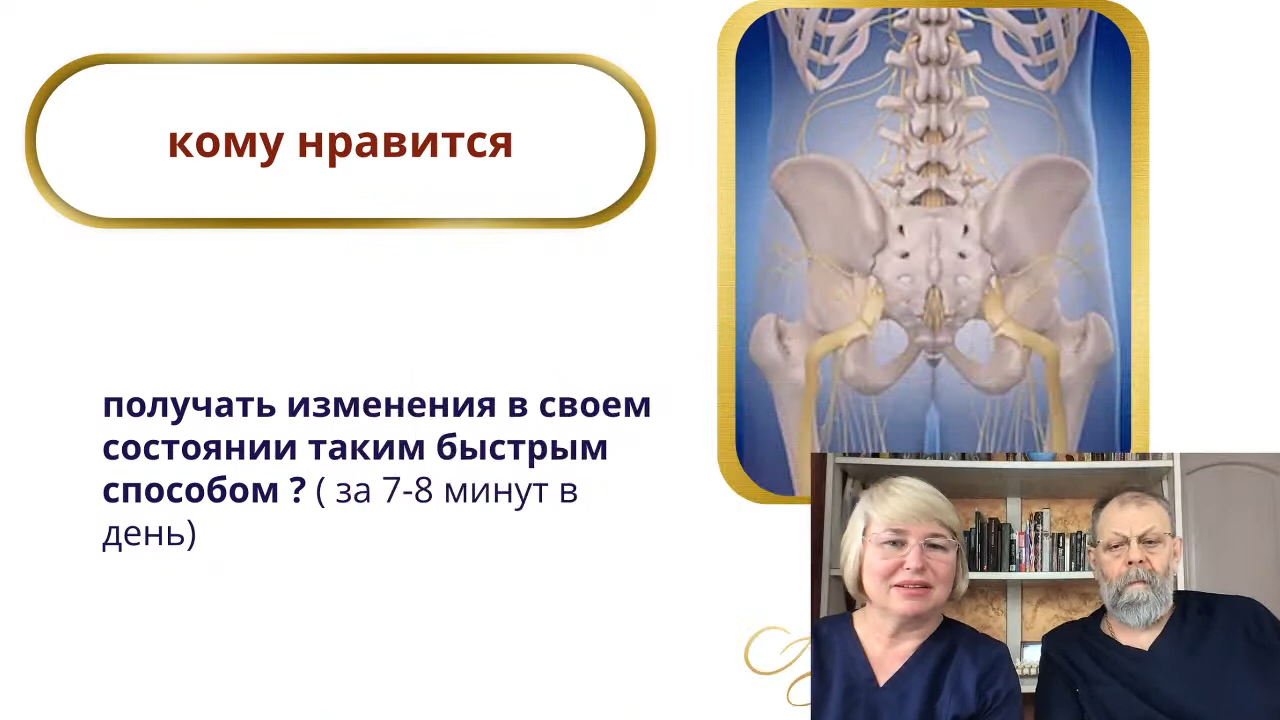 кому нравится
получать изменения в своем
состоянии таким быстрым
способом ? ( за 7-8 минут в
день)